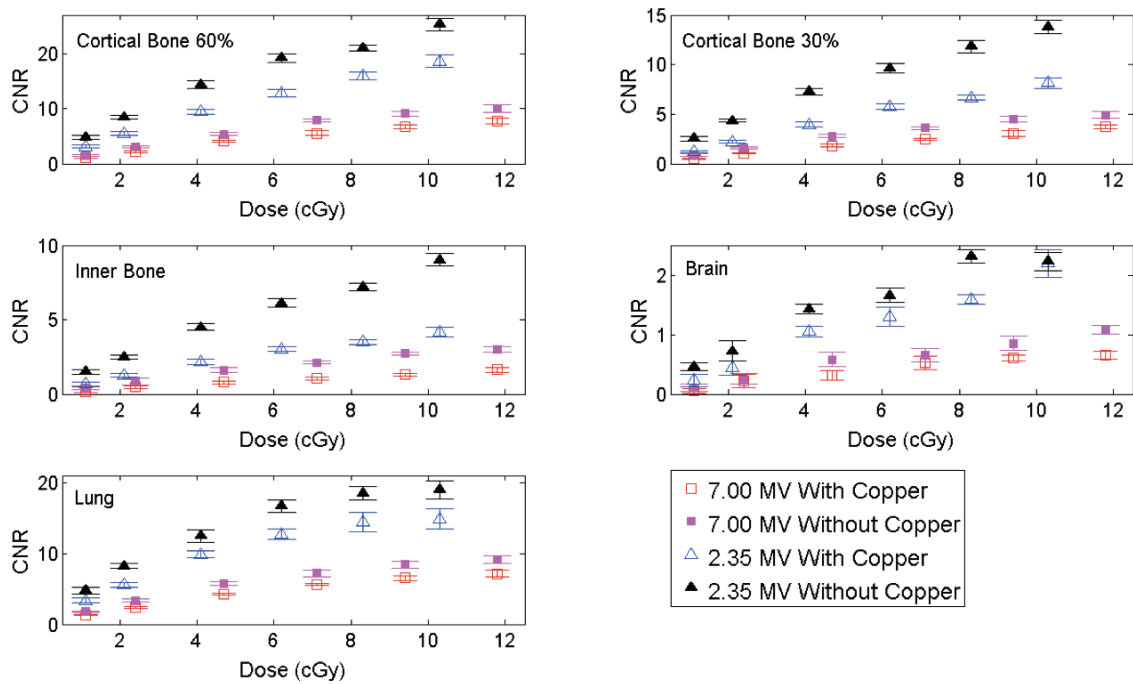 Cortical Bone 60%
CNR
20
10
0
2 4 6 8 10 12
Dose (cGy)
Cortical Bone 30%
CNR
15
10
5
0
2 4 6 8 10 12
Dose (cGy)
Inner Bone
CNR
10
5
0
2 4 6 8 10 12
Dose (cGy)
Brain
CNR
2
1
0
2 4 6 8 10 12
Dose (cGy)
Lung
CNR
20
10
0
2 4 6 8 10 12
Dose (cGy)
7.00 MV With Copper
7.00 MV Without Copper
2.35 MV With Copper
2.35 MV Without Copper